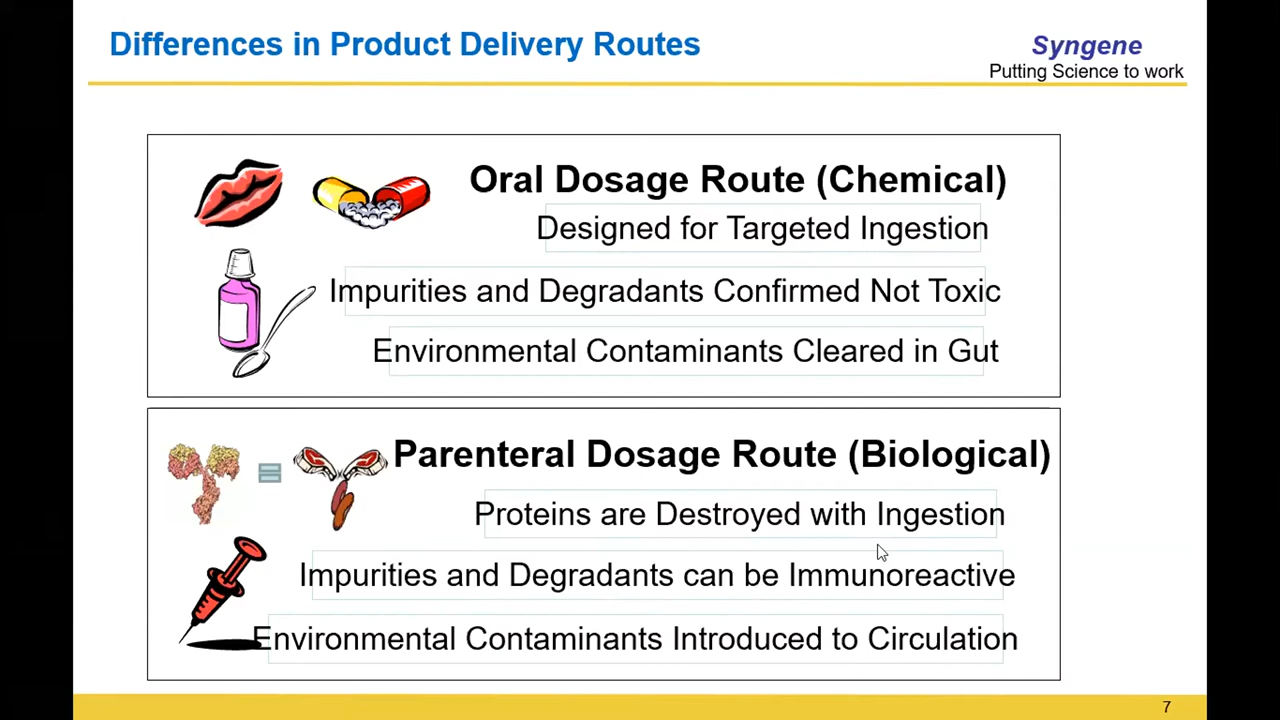 Differences in Product Delivery Routes
Syngene
Putting Science to work
Oral Dosage Route (Chemical)
Designed for Targeted Ingestion
Impurities and Degradants Confirmed Not Toxic
Environmental Contaminants Cleared in Gut
Parenteral Dosage Route (Biological)
Proteins are Destroyed with Ingestion
Impurities and Degradants can be Immunoreactive
Environmental Contaminants Introduced to Circulation
7